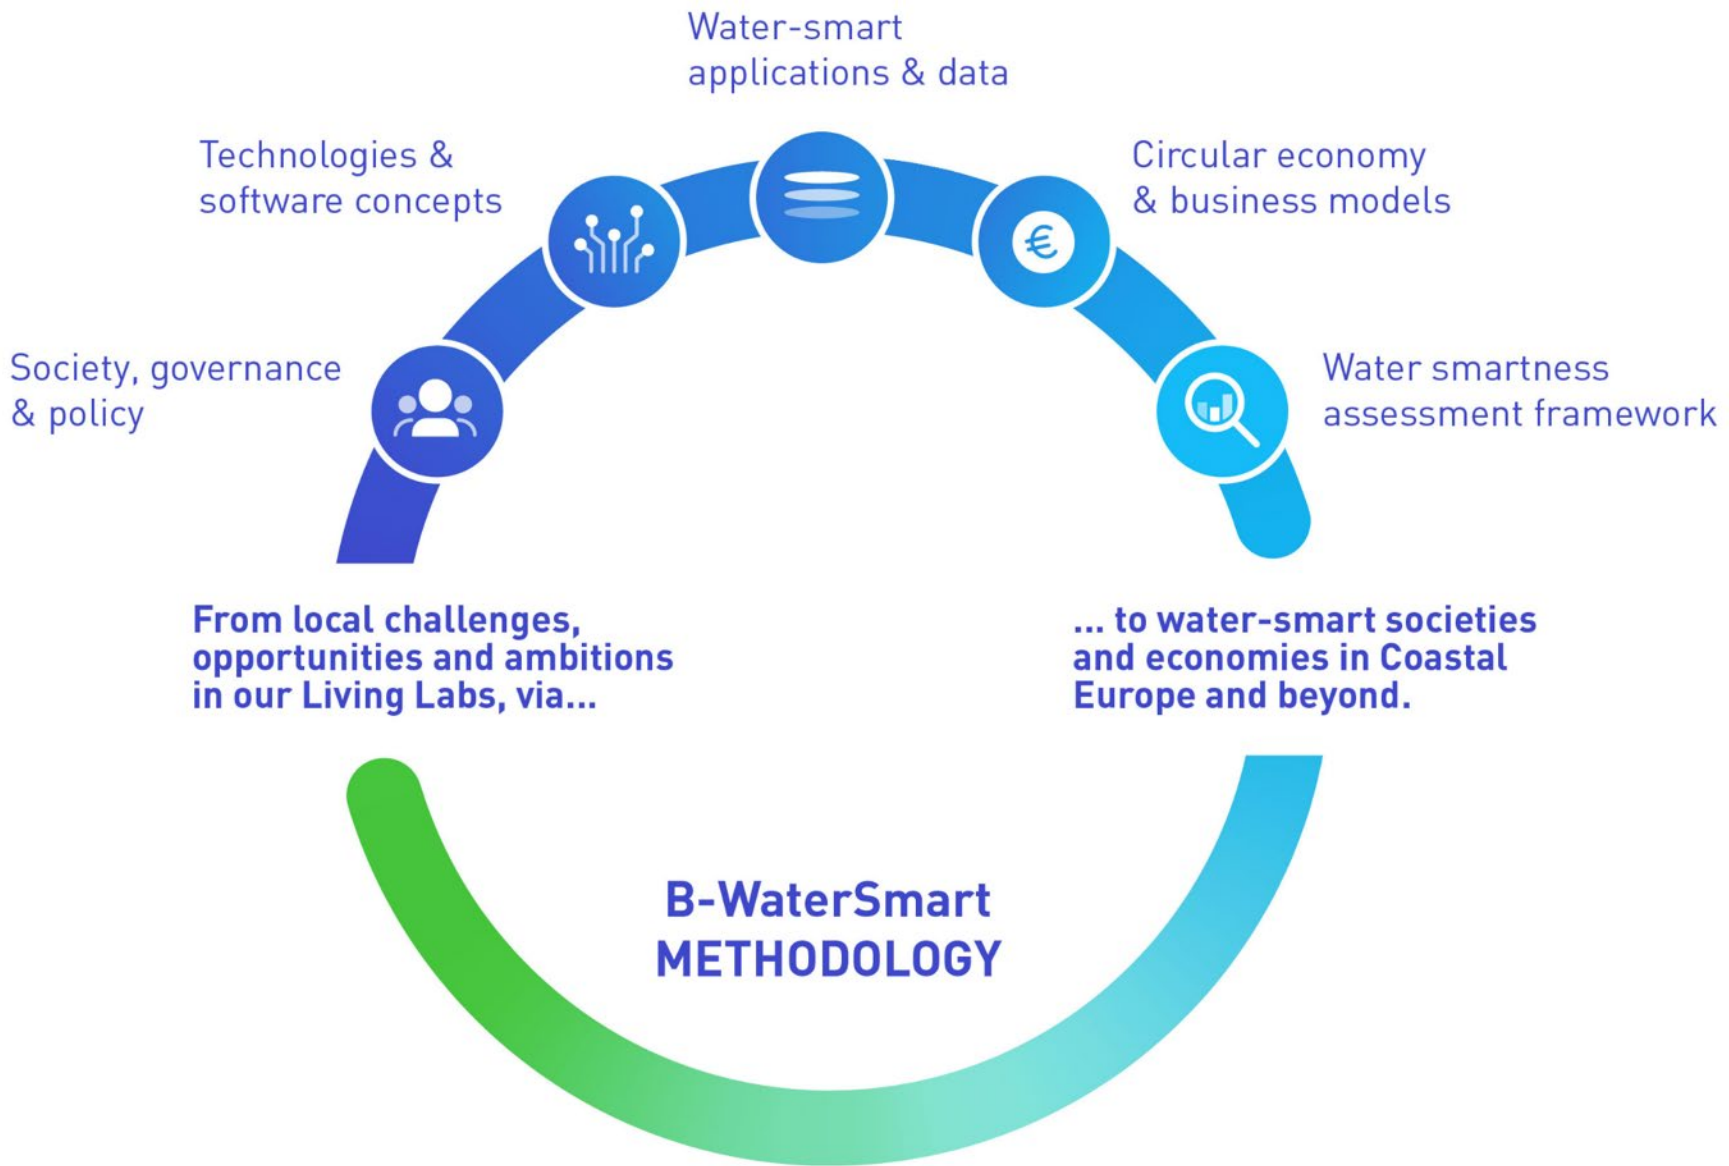 Water-smart
applications & data
Technologies &
software concepts
Circular economy
& business models
Society, governance
& policy
€
Water smartness
assessment framework
From local challenges,
opportunities and ambitions
in our Living Labs, via...
... to water-smart societies
and economies in Coastal
Europe and beyond.
B-WaterSmart
METHODOLOGY